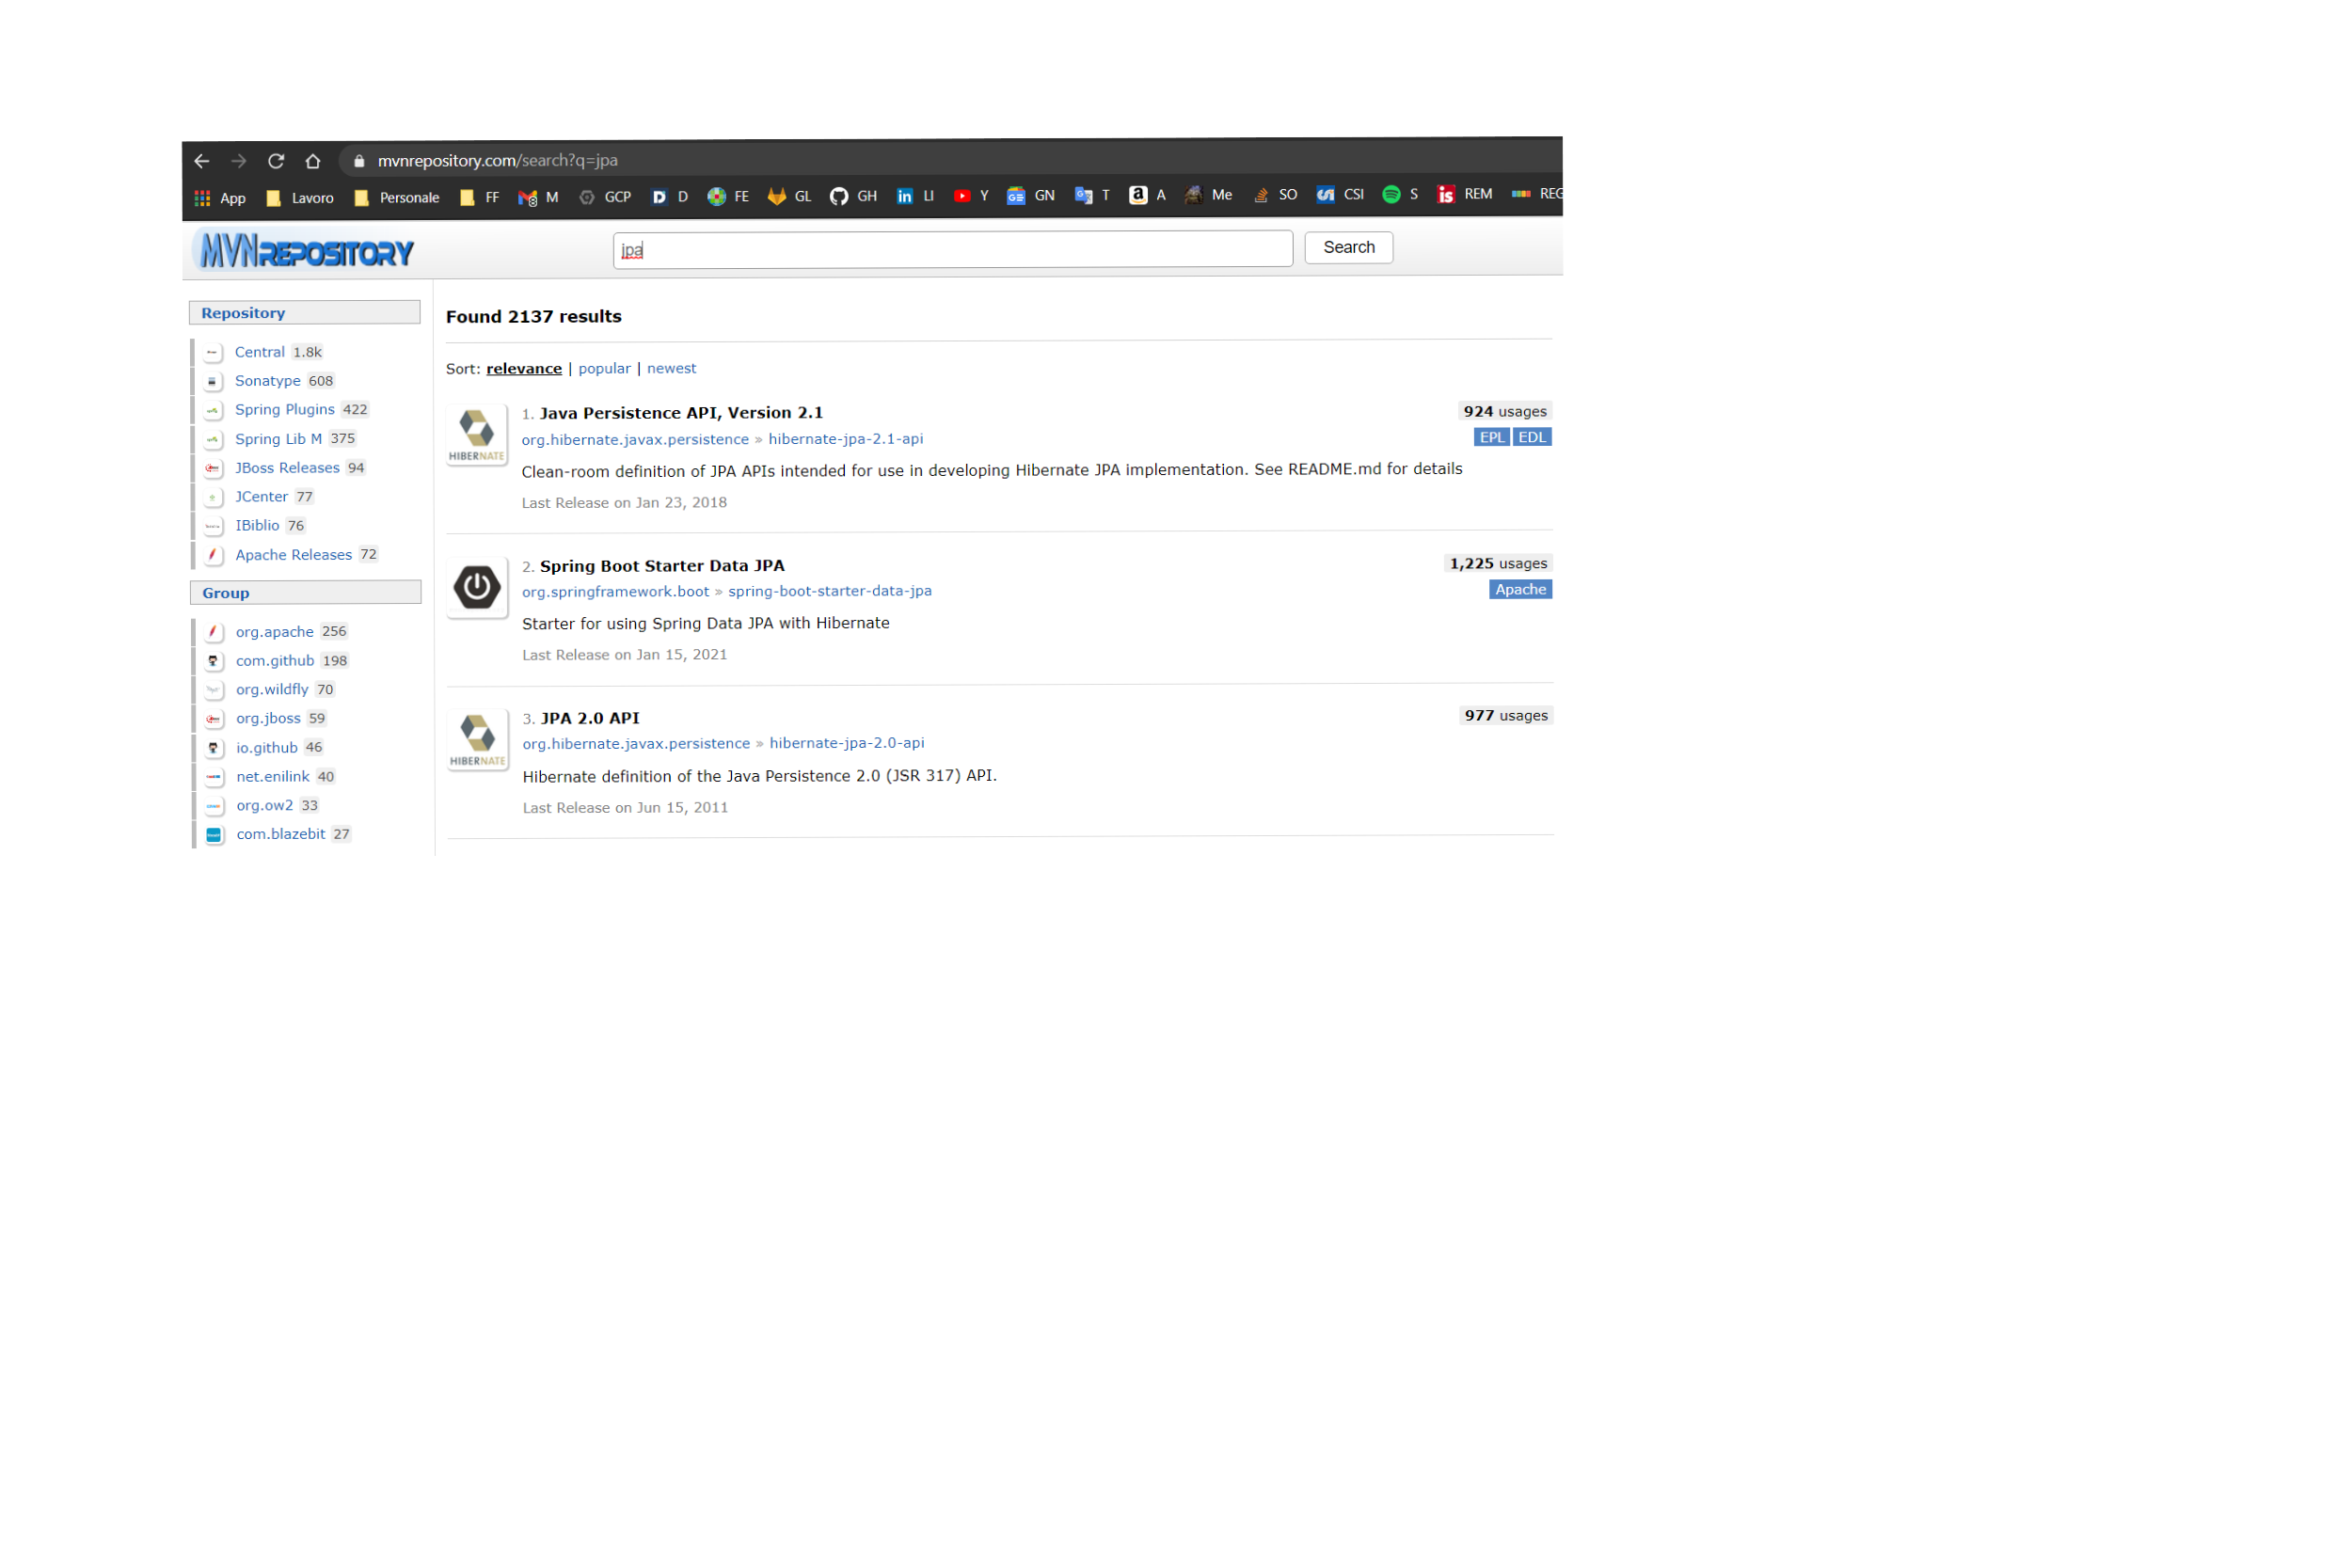 mvnrepository.com/search?q=jpa
App Lavoro Personale FF M GCP D FE GL GH LI Y GN T A Me SO CSI S REM REG
MVNREPOSITORY jpa Search
Repository
Central 1.8k
Sonatype 608
Spring Plugins 422
Spring Lib M 375
JBoss Releases 94
JCenter 77
IBiblio 76
Apache Releases 72
Group
org.apache 256
com.github 198
org.wildfly 70
org.jboss 59
io.github 46
net.enilink 40
org.ow2 33
com.blazebit 27
Found 2137 results
Sort: relevance | popular | newest
HIBERNATE
1. Java Persistence API, Version 2.1 924 usages
org.hibernate.javax.persistence » hibernate-jpa-2.1-api EPL EDL
Clean-room definition of JPA APIs intended for use in developing Hibernate JPA implementation. See README.md for details
Last Release on Jan 23, 2018
2. Spring Boot Starter Data JPA 1,225 usages
org.springframework.boot » spring-boot-starter-data-jpa Apache
Starter for using Spring Data JPA with Hibernate
Last Release on Jan 15, 2021
HIBERNATE
3. JPA 2.0 API 977 usages
org.hibernate.javax.persistence » hibernate-jpa-2.0-api
Hibernate definition of the Java Persistence 2.0 (JSR 317) API.
Last Release on Jun 15, 2011